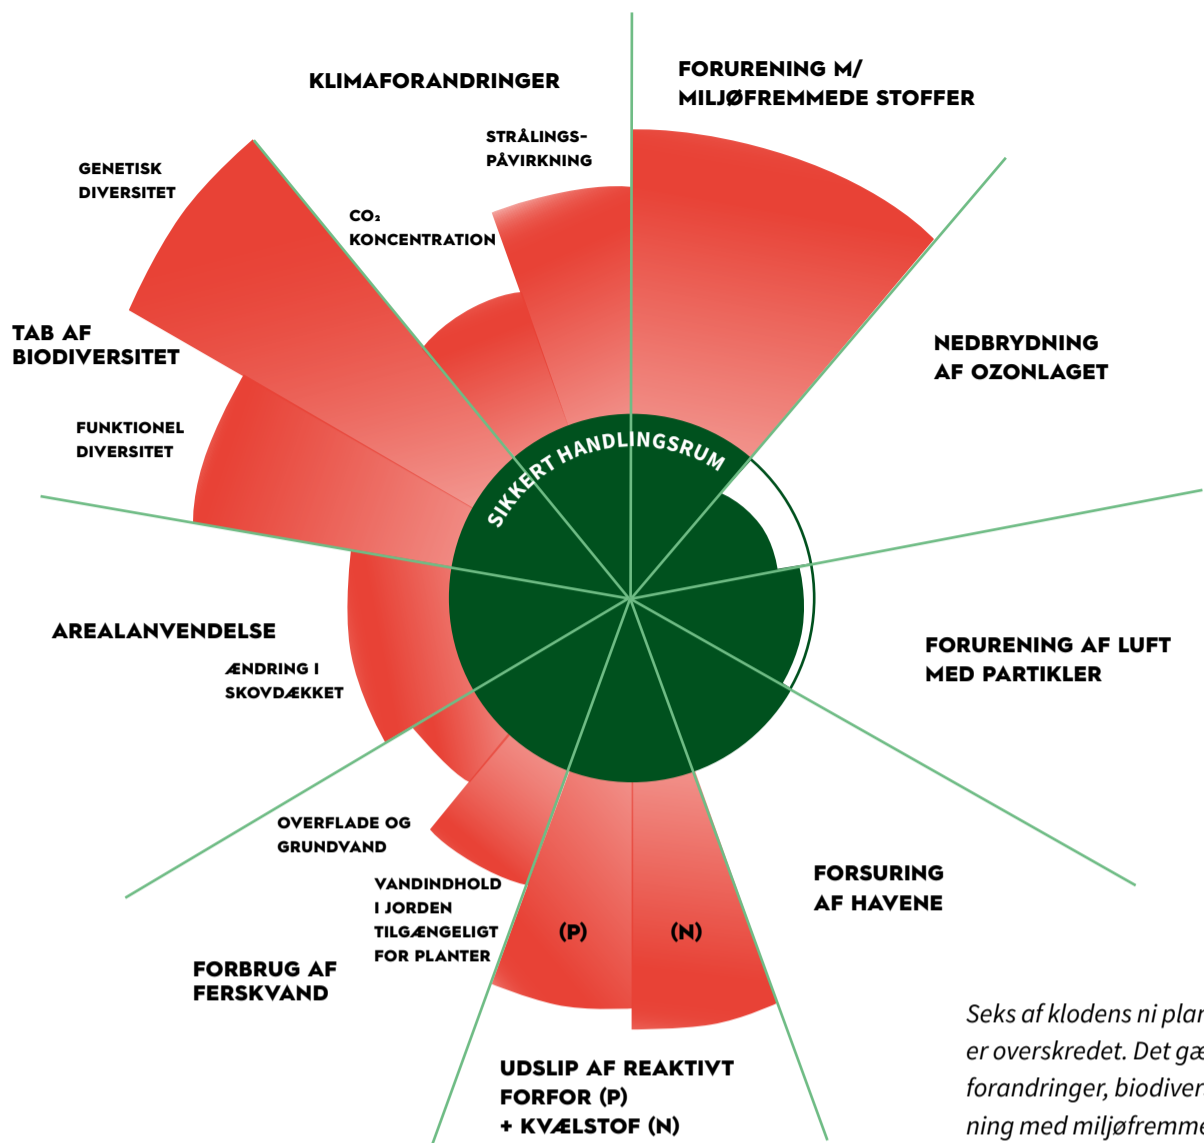 KLIMAFORANDRINGER
FORURENING M/
MILJØFREMMEDE STOFFER
STRÅLINGS-
PÅVIRKNING
GENETISK
DIVERSITET
CO₂
KONCENTRATION
TAB AF
BIODIVERSITET
NEDBRYDNING
AF OZONLAGET
FUNKTIONEL
DIVERSITET
SIKKERT HANDLINGSRUM
AREALANVENDELSE
ÆNDRING I
SKOVDÆKKET
FORURENING AF LUFT
MED PARTIKLER
OVERFLADE OG
GRUNDVAND
VANDINDHOLD
I JORDEN
TILGÆNGELIGT
FOR PLANTER
(P)
(N)
FORSURING
AF HAVENE
FORBRUG AF
FERSKVAND
UDSLIP AF REAKTIVT
FORFOR (P)
+ KVÆLSTOF (N)
Seks af klodens ni plan
er overskredet. Det gæ
forandringer, biodiver
ning med miljøfremme